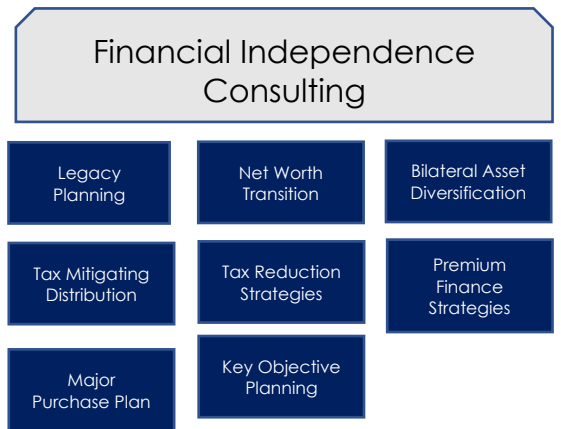 Financial Independence
Consulting
Legacy
Planning
Net Worth
Transition
Bilateral Asset
Diversification
Tax Mitigating
Distribution
Tax Reduction
Strategies
Premium
Finance
Strategies
Major
Purchase Plan
Key Objective
Planning